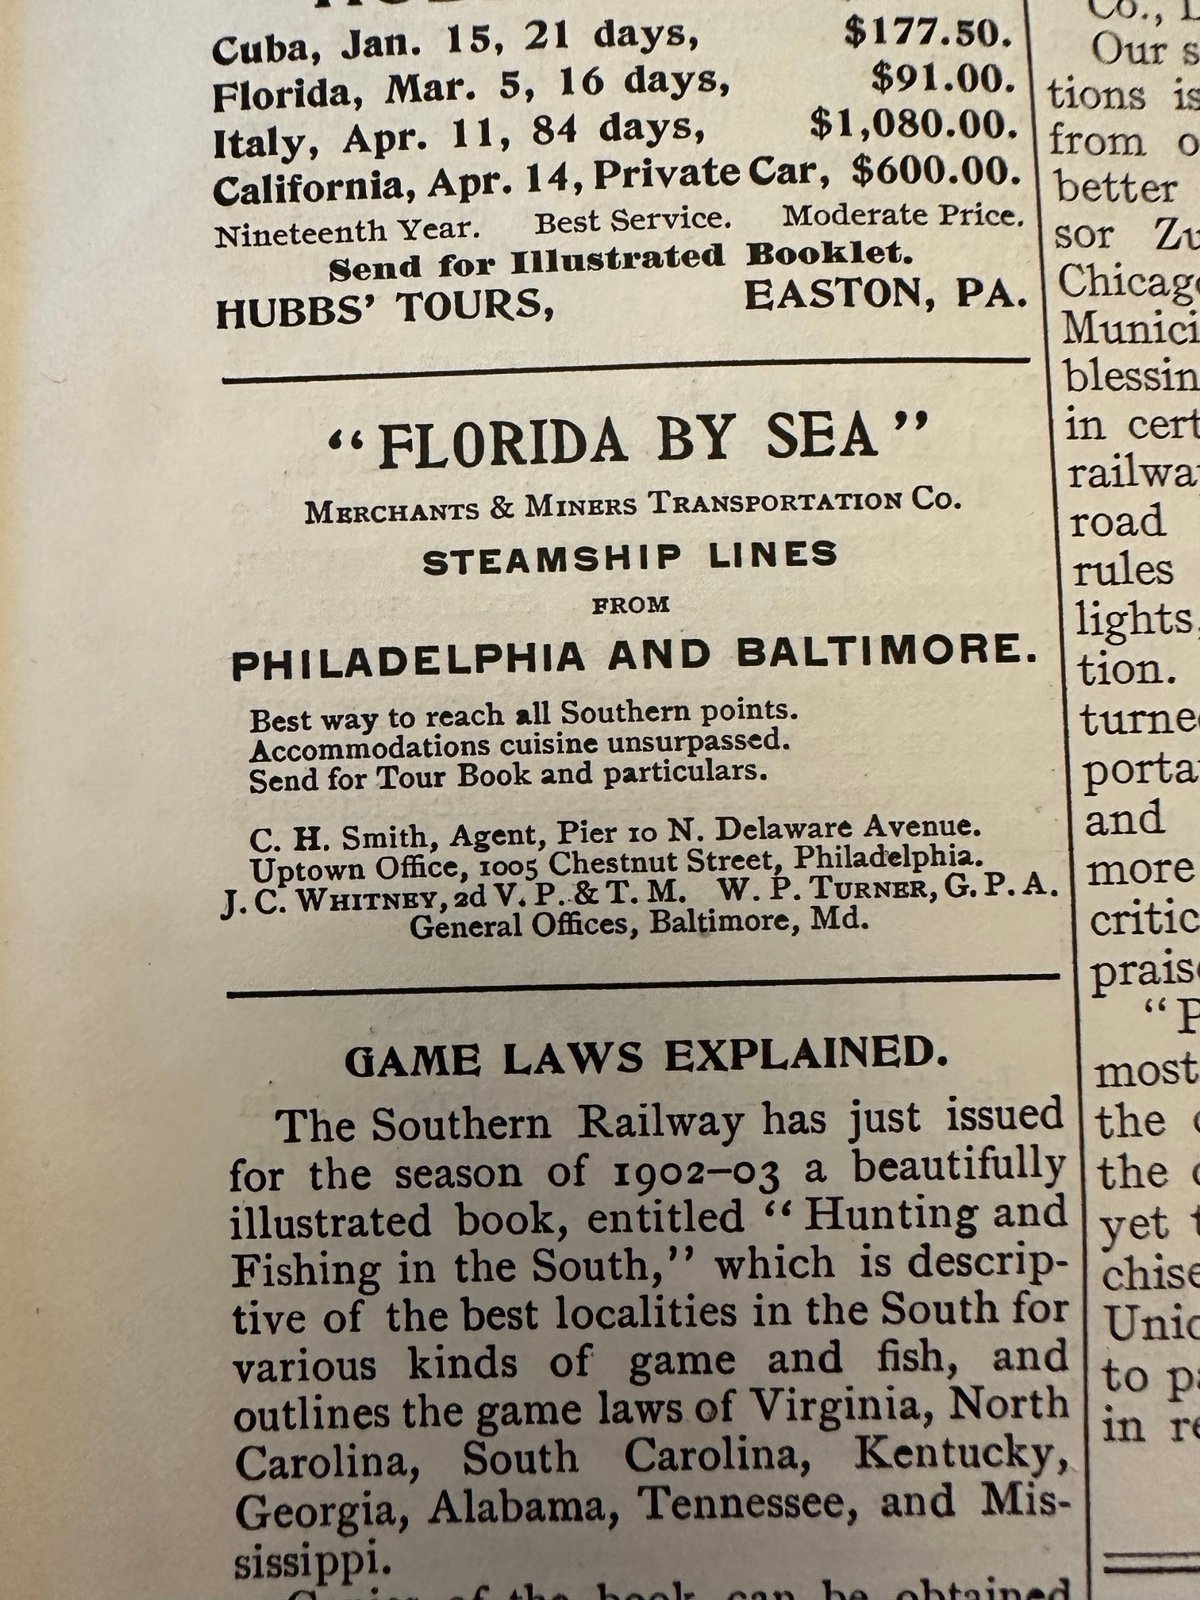 Cuba, Jan. 15, 21 days, $177.50.
Florida, Mar. 5, 16 days, $91.00.
Italy, Apr. 11, 84 days, $1,080.00.
California, Apr. 14, Private Car, $600.00.
Nineteenth Year. Best Service. Moderate Price.
Send for Illustrated Booklet.
HUBBS' TOURS, EASTON, PA.
“FLORIDA BY SEA”
MERCHANTS & MINERS TRANSPORTATION CO.
STEAMSHIP LINES
FROM
PHILADELPHIA AND BALTIMORE.
Best way to reach all Southern points.
Accommodations cuisine unsurpassed.
Send for Tour Book and particulars.
C. H. Smith, Agent, Pier 10 N. Delaware Avenue.
Uptown Office, 1005 Chestnut Street, Philadelphia.
J. C. WHITNEY, 2d V. P. & T. M. W. P. TURNER, G. P. A.
General Offices, Baltimore, Md.
GAME LAWS EXPLAINED.
The Southern Railway has just issued
for the season of 1902–03 a beautifully
illustrated book, entitled “Hunting and
Fishing in the South,” which is descrip-
tive of the best localities in the South for
various kinds of game and fish, and
outlines the game laws of Virginia, North
Carolina, South Carolina, Kentucky,
Georgia, Alabama, Tennessee, and Mis-
sissippi.
Copies of the book can be obtained
Co.,
Our
tions
from
better
sor
in
road
rules
lights,
tion.
and
more
most
the
the
yet
to
in